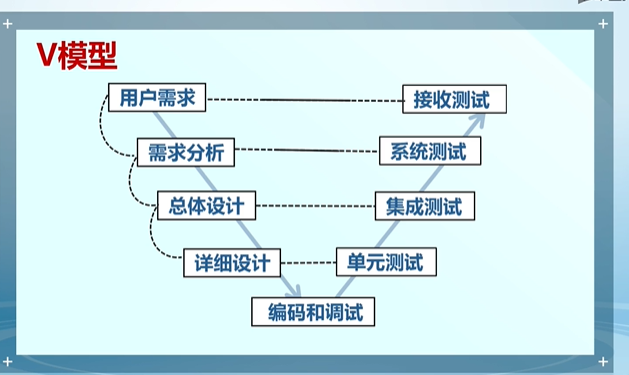 V模型
用户需求
接收测试
需求分析
系统测试
总体设计
集成测试
详细设计
单元测试
编码和调试